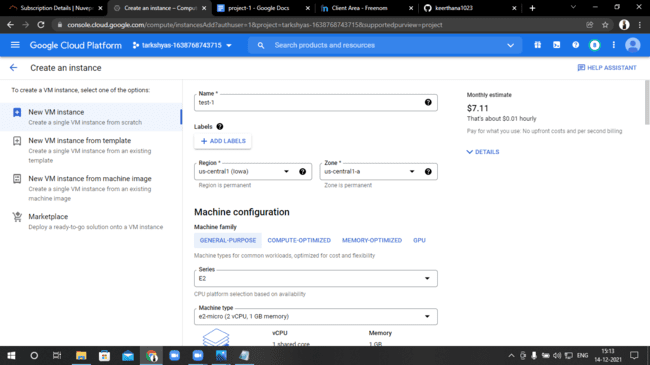 Subscription Details | Nuvep
Create an instance – Compu
project-1 - Google Docs
Client Area - Freenom
keerthana1023
console.cloud.google.com/compute/instancesAdd?authuser=1&project=tarkshyas-1638768743715&supportedpurview=project
Google Cloud Platform
tarkshyas-1638768743715
Search products and resources
8
Create an instance
HELP ASSISTANT
To create a VM instance, select one of the options:
New VM instance
Create a single VM instance from scratch
New VM instance from template
Create a single VM instance from an existing
template
New VM instance from machine image
Create a single VM instance from an existing
machine image
Marketplace
Deploy a ready-to-go solution onto a VM instance
Name *
test-1
Labels
ADD LABELS
Region *
us-central1 (Iowa)
Region is permanent
Zone *
us-central1-a
Zone is permanent
Machine configuration
Machine family
GENERAL-PURPOSE
COMPUTE-OPTIMIZED
MEMORY-OPTIMIZED
GPU
Machine types for common workloads, optimized for cost and flexibility
Series
E2
CPU platform selection based on availability
Machine type
e2-micro (2 vCPU, 1 GB memory)
vCPU
Memory
1 shared core
1 GB
Monthly estimate
$7.11
That's about $0.01 hourly
Pay for what you use: No upfront costs and per second billing
DETAILS
ENG
15:13
14-12-2021